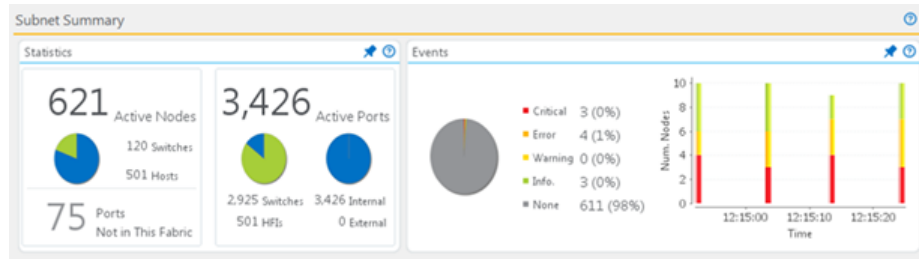 Subnet Summary
Statistics
621 Active Nodes
120 Switches
501 Hosts
75 Ports
Not in This Fabric
3,426 Active Ports
2,925 Switches
501 HFIs
3,426 Internal
0 External
Events
Critical 3 (0%)
Error 4 (1%)
Warning 0 (0%)
Info. 3 (0%)
None 611 (98%)
Num. Nodes
10
8
6
4
2
0
12:15:00 12:15:10 12:15:20
Time